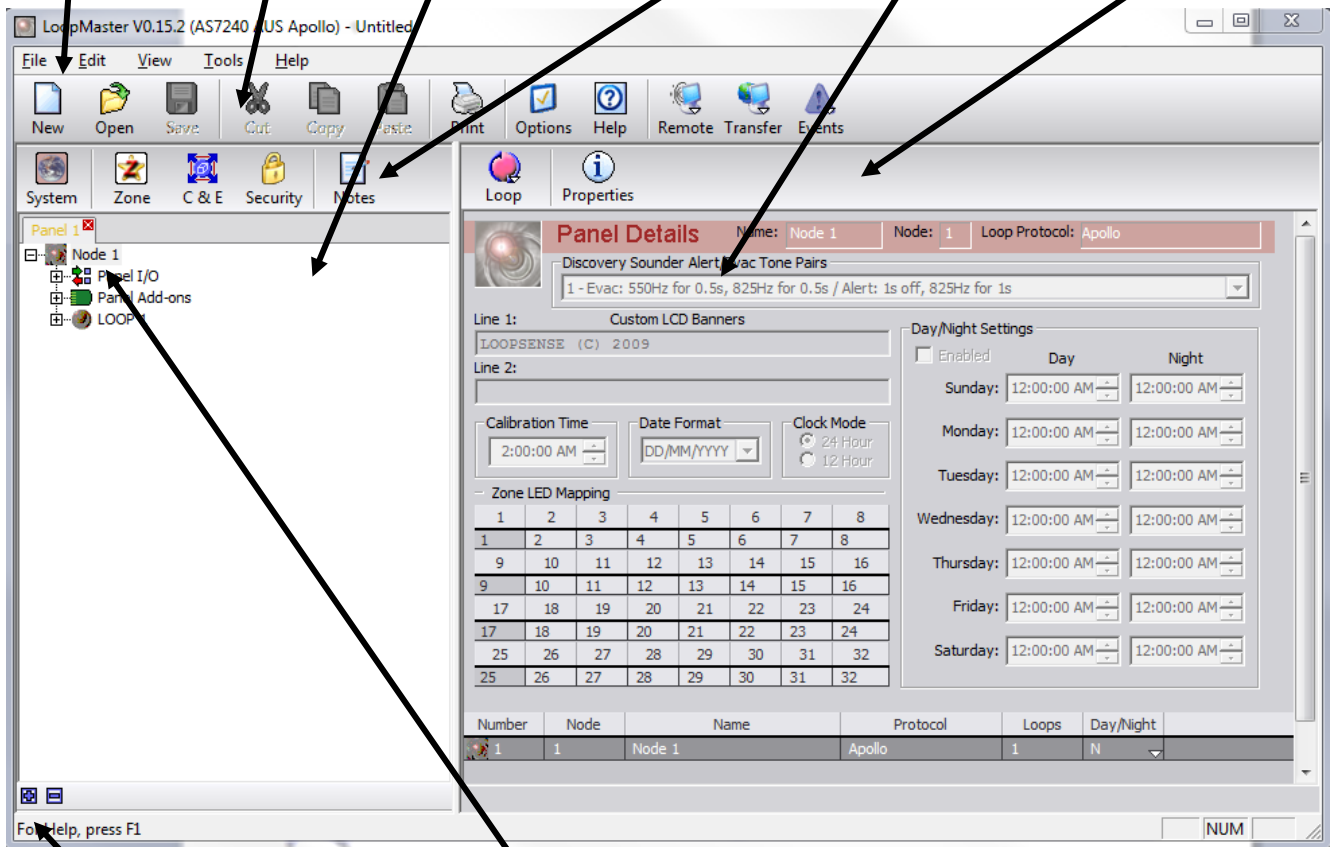 LoopMaster V0.15.2 (AS7240 AUS Apollo) - Untitled
File Edit View Tools Help
New Open Save Cut Copy Paste Print Options Help Remote Transfer Events
System Zone C & E Security Notes
Loop Properties
Panel 1
Node 1
Panel I/O
Panel Add-ons
LOOP 1
Panel Details Name: Node 1 Node: 1 Loop Protocol: Apollo
Discovery Sounder Alert/Evac Tone Pairs
1 - Evac: 550Hz for 0.5s, 825Hz for 0.5s / Alert: 1s off, 825Hz for 1s
Line 1: Custom LCD Banners
LOOPSENSE (C) 2009
Line 2:
Calibration Time
2:00:00 AM
Date Format
DD/MM/YYYY
Clock Mode
24 Hour
12 Hour
Zone LED Mapping
1 2 3 4 5 6 7 8
1 2 3 4 5 6 7 8
9 10 11 12 13 14 15 16
9 10 11 12 13 14 15 16
17 18 19 20 21 22 23 24
17 18 19 20 21 22 23 24
25 26 27 28 29 30 31 32
25 26 27 28 29 30 31 32
Day/Night Settings
Enabled Day Night
Sunday: 12:00:00 AM 12:00:00 AM
Monday: 12:00:00 AM 12:00:00 AM
Tuesday: 12:00:00 AM 12:00:00 AM
Wednesday: 12:00:00 AM 12:00:00 AM
Thursday: 12:00:00 AM 12:00:00 AM
Friday: 12:00:00 AM 12:00:00 AM
Saturday: 12:00:00 AM 12:00:00 AM
Number Node Name Protocol Loops Day/Night
1 1 Node 1 Apollo 1 N
For Help, press F1
NUM